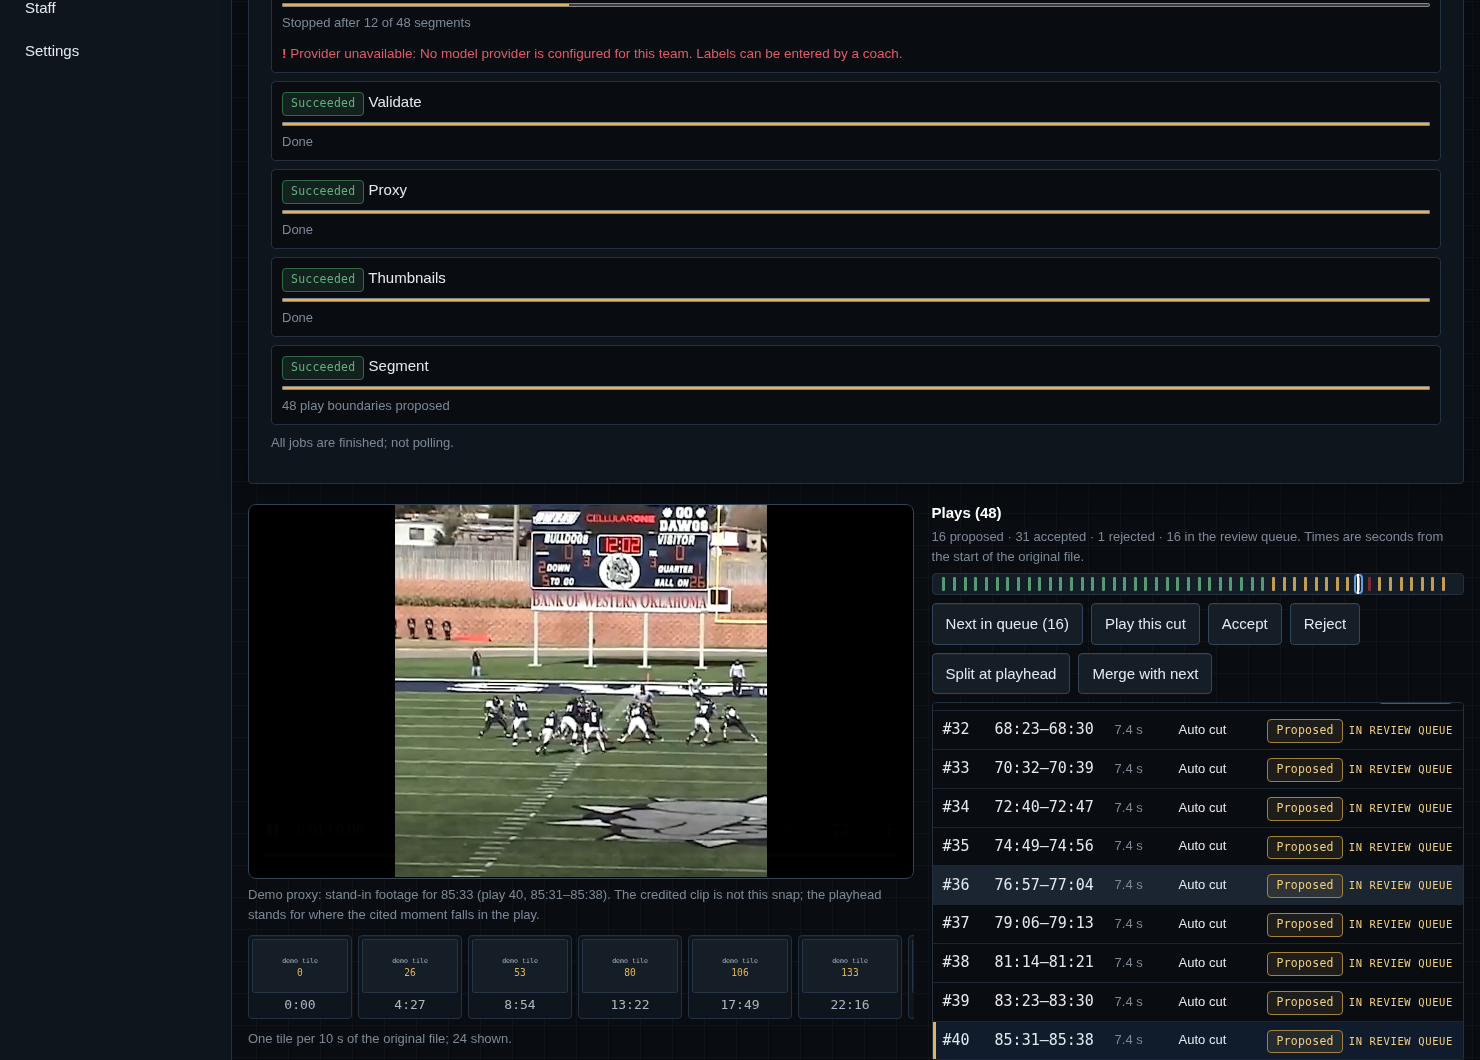 Staff
Settings
Stopped after 12 of 48 segments
! Provider unavailable: No model provider is configured for this team. Labels can be entered by a coach.
Succeeded Validate
Done
Succeeded Proxy
Done
Succeeded Thumbnails
Done
Succeeded Segment
48 play boundaries proposed
All jobs are finished; not polling.
CELLULARONE
GO
DAWGS
BULLDOGS 12:02 VISITOR
DOWN QUARTER
TO GO BALL ON
BANK OF WESTERN OKLAHOMA
Demo proxy: stand-in footage for 85:33 (play 40, 85:31–85:38). The credited clip is not this snap; the playhead
stands for where the cited moment falls in the play.
demo tile demo tile demo tile demo tile demo tile demo tile
0 26 53 80 106 133
0:00 4:27 8:54 13:22 17:49 22:16
One tile per 10 s of the original file; 24 shown.
Plays (48)
16 proposed · 31 accepted · 1 rejected · 16 in the review queue. Times are seconds from
the start of the original file.
Next in queue (16) Play this cut Accept Reject
Split at playhead Merge with next
#32 68:23–68:30 7.4 s Auto cut Proposed IN REVIEW QUEUE
#33 70:32–70:39 7.4 s Auto cut Proposed IN REVIEW QUEUE
#34 72:40–72:47 7.4 s Auto cut Proposed IN REVIEW QUEUE
#35 74:49–74:56 7.4 s Auto cut Proposed IN REVIEW QUEUE
#36 76:57–77:04 7.4 s Auto cut Proposed IN REVIEW QUEUE
#37 79:06–79:13 7.4 s Auto cut Proposed IN REVIEW QUEUE
#38 81:14–81:21 7.4 s Auto cut Proposed IN REVIEW QUEUE
#39 83:23–83:30 7.4 s Auto cut Proposed IN REVIEW QUEUE
#40 85:31–85:38 7.4 s Auto cut Proposed IN REVIEW QUEUE